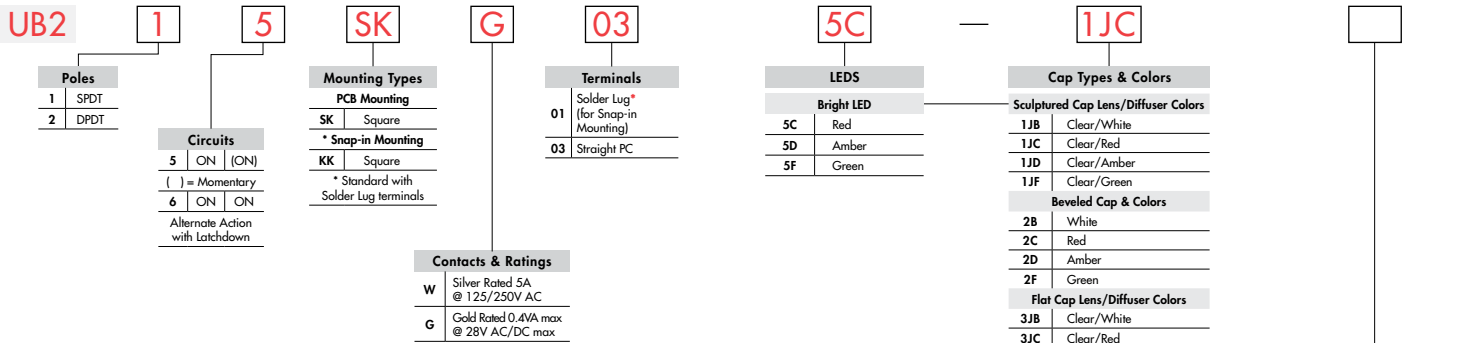 UB2 1 5 SK G 03 5C — 1JC
Poles
1 SPDT
2 DPDT
Circuits
5 ON (ON)
( ) = Momentary
6 ON ON
Alternate Action
with Latchdown
Mounting Types
PCB Mounting
SK Square
* Snap-in Mounting
KK Square
* Standard with
Solder Lug terminals
Contacts & Ratings
W Silver Rated 5A
@ 125/250V AC
G Gold Rated 0.4VA max
@ 28V AC/DC max
Terminals
01 Solder Lug*
(for Snap-in
Mounting)
03 Straight PC
LEDS
Bright LED
5C Red
5D Amber
5F Green
Cap Types & Colors
Sculptured Cap Lens/Diffuser Colors
1JB Clear/White
1JC Clear/Red
1JD Clear/Amber
1JF Clear/Green
Beveled Cap & Colors
2B White
2C Red
2D Amber
2F Green
Flat Cap Lens/Diffuser Colors
3JB Clear/White
3JC Clear/Red